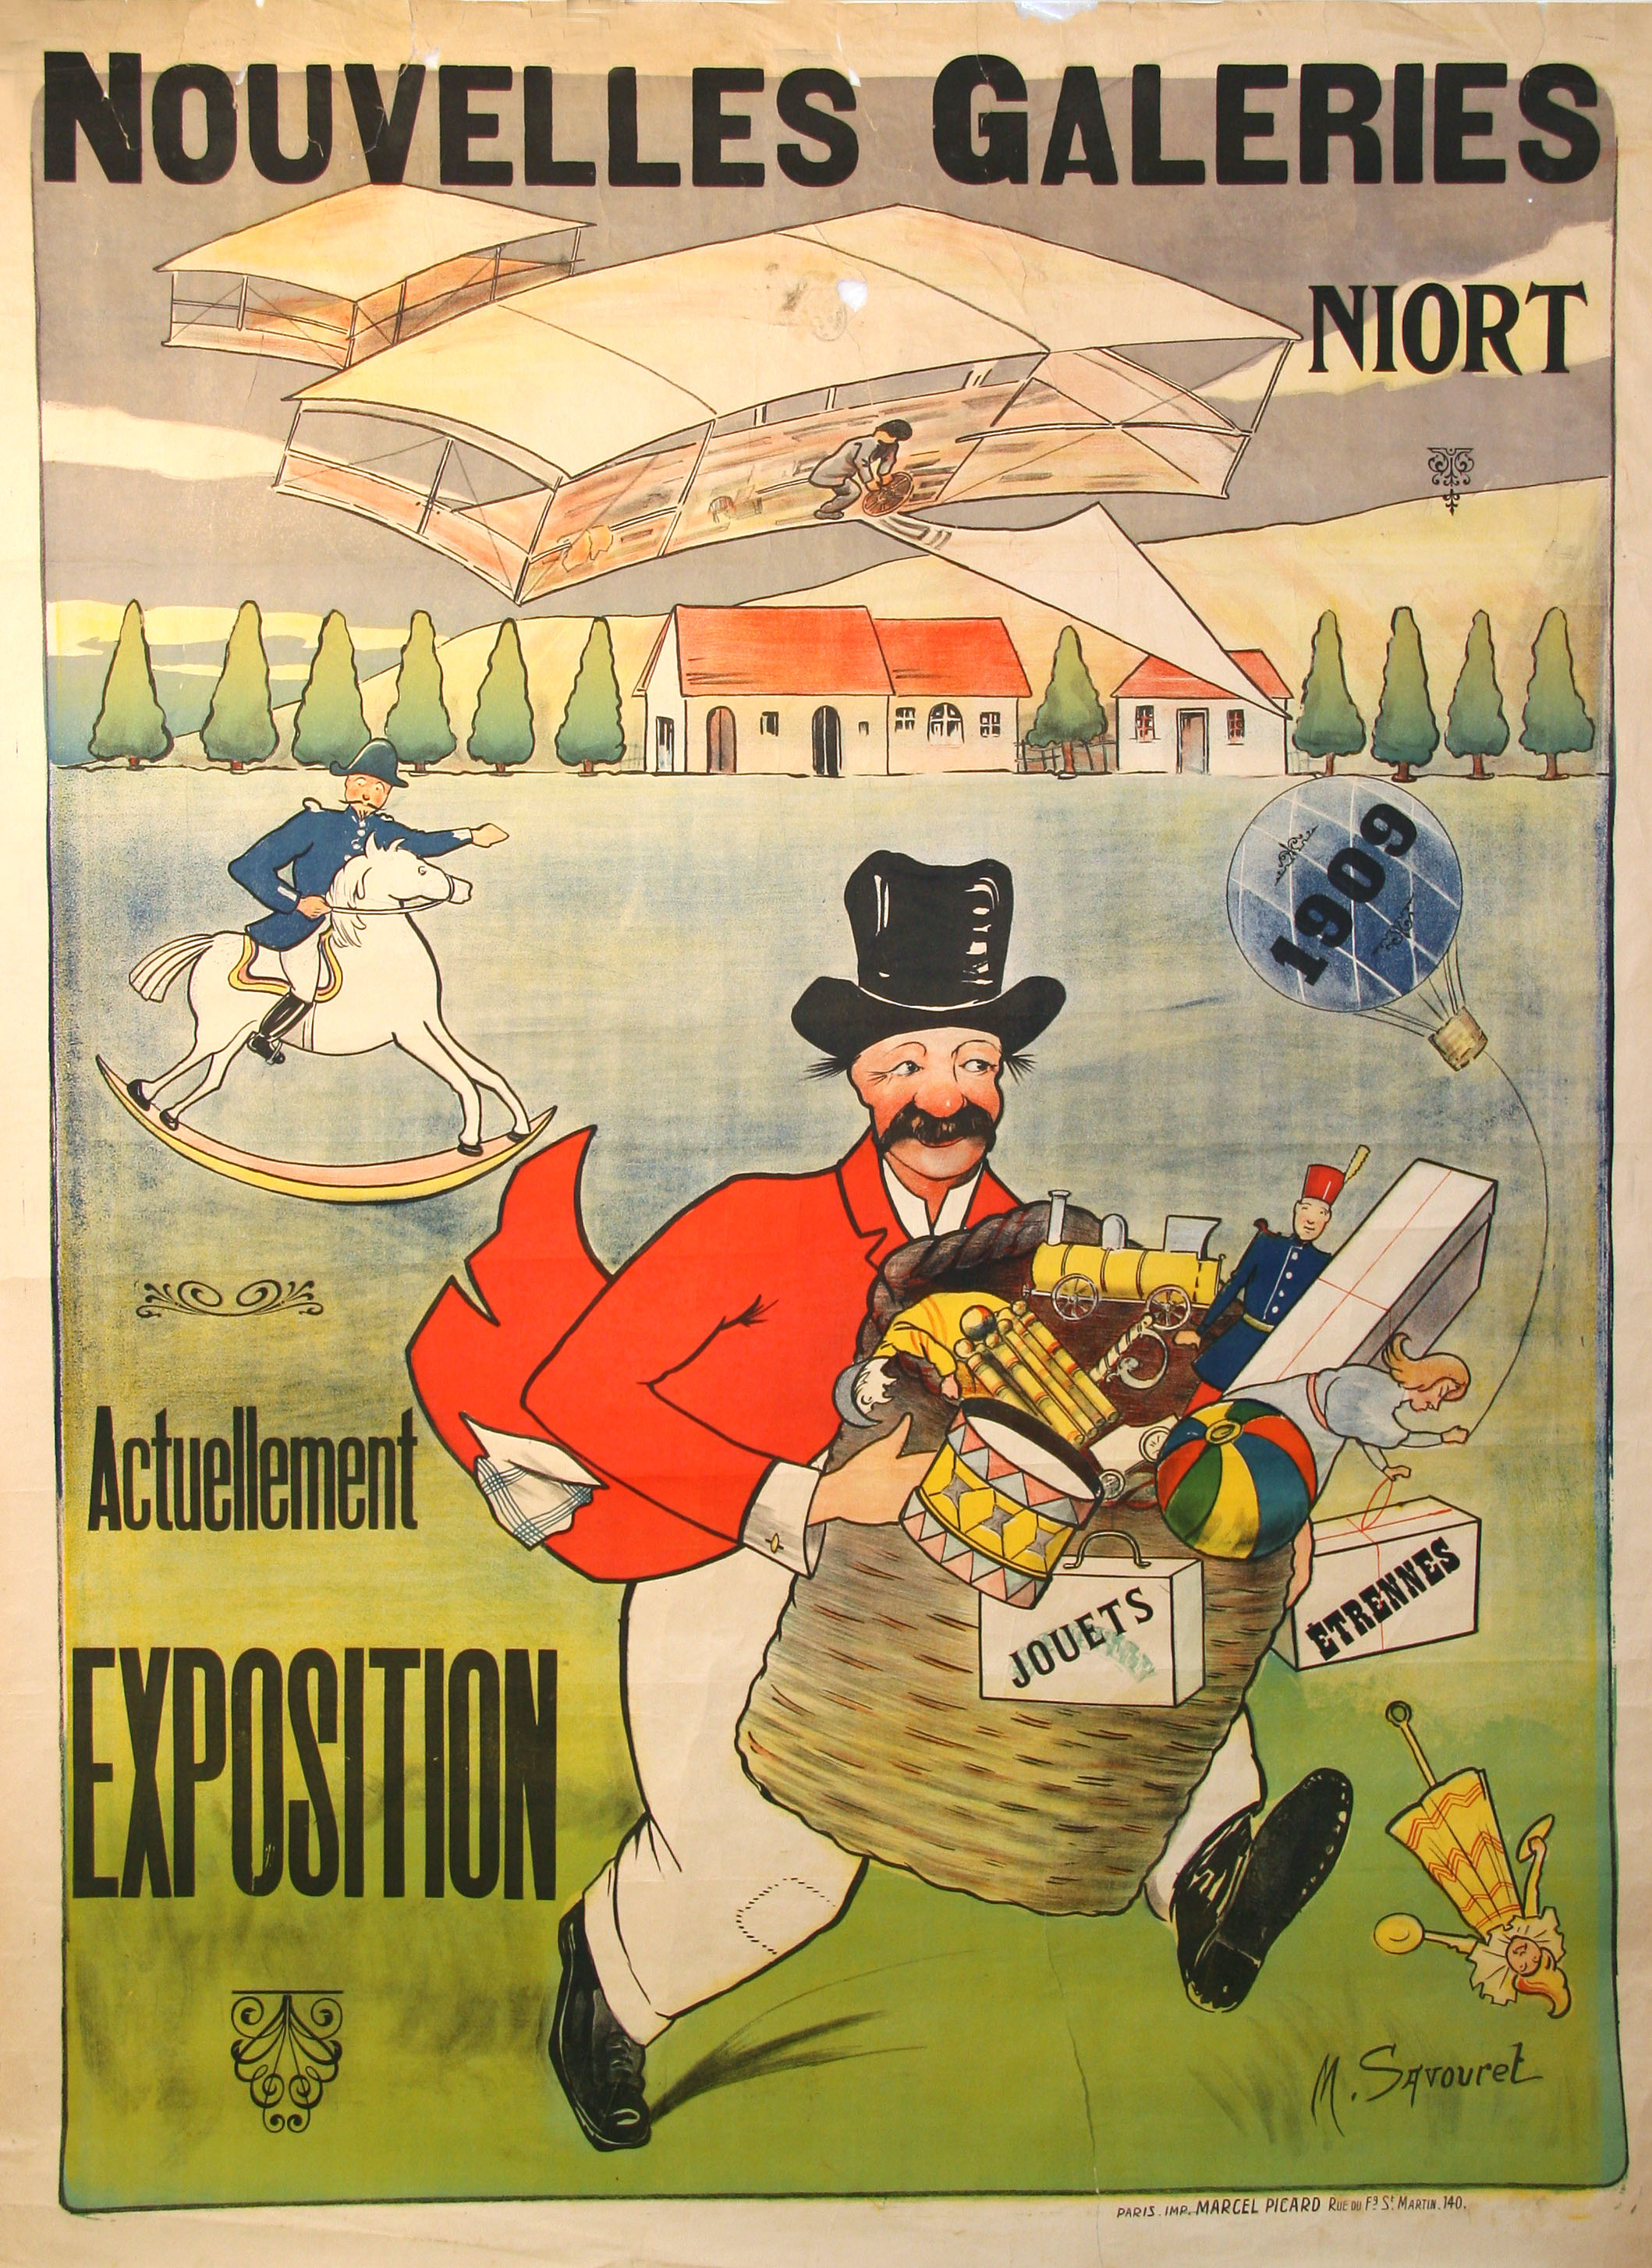 NOUVELLES GALERIES
NIORT
1909
Actuellement
EXPOSITION
JOUETS
ÉTRENNES
M. Savouret
PARIS. IMP. MARCEL PICARD RUE DU Fg St. MARTIN. 140.